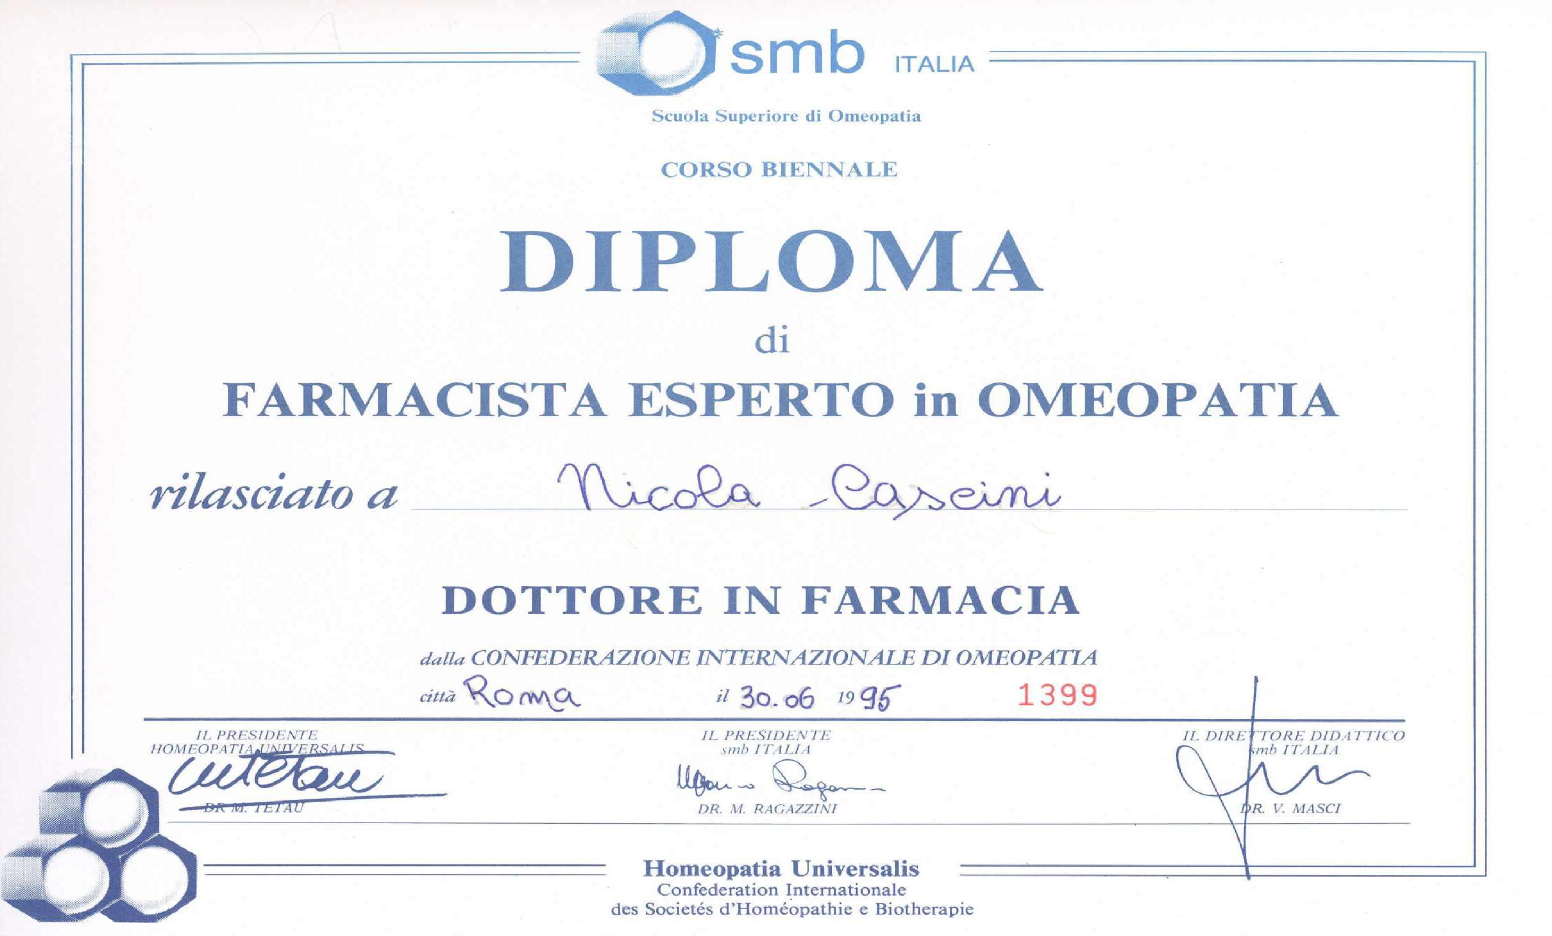 smb ITALIA
Scuola Superiore di Omeopatia
CORSO BIENNALE
DIPLOMA
di
FARMACISTA ESPERTO in OMEOPATIA
rilasciato a Nicola Cascini
DOTTORE IN FARMACIA
dalla CONFEDERAZIONE INTERNAZIONALE DI OMEOPATIA
città Roma il 30.06 1995 1399
IL PRESIDENTE
HOMEOPATIA UNIVERSALIS
DR M. TETAU
IL PRESIDENTE
smb ITALIA
DR. M. RAGAZZINI
IL DIRETTORE DIDATTICO
smb ITALIA
DR. V. MASCI
Homeopatia Universalis
Confederation Internationale
des Societés d'Homéopathie e Biotherapie